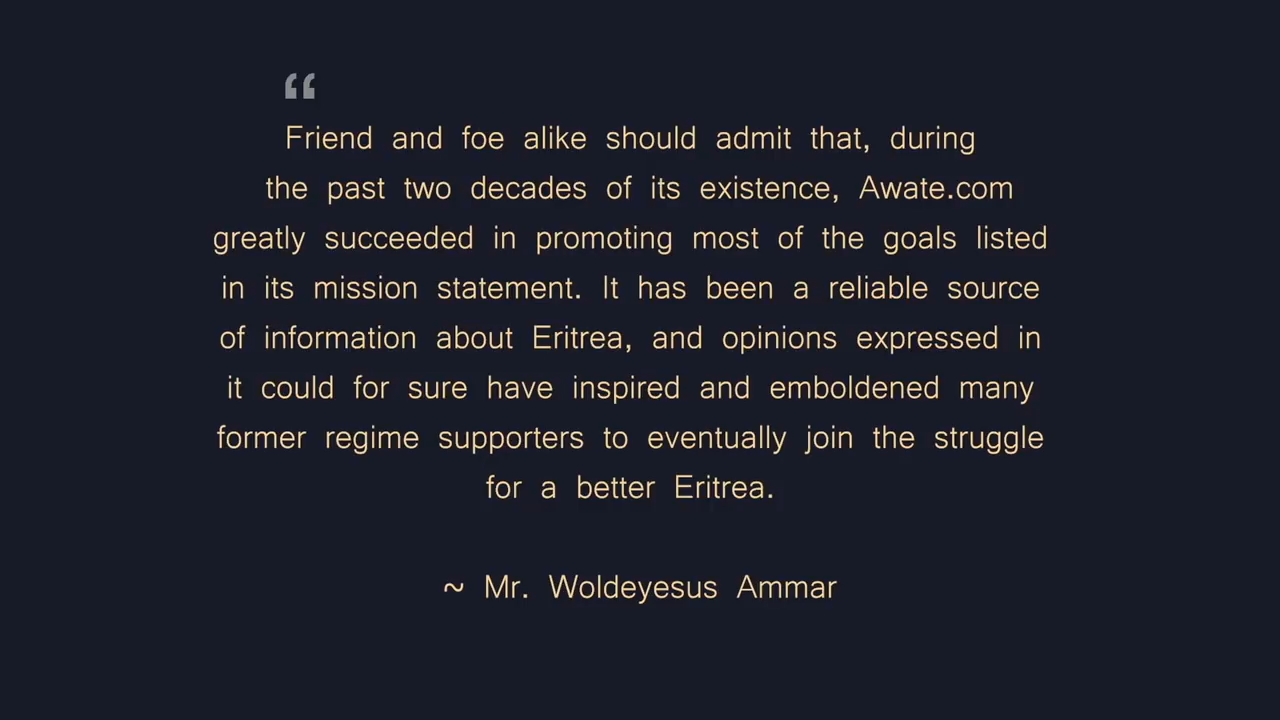 “
Friend and foe alike should admit that, during
the past two decades of its existence, Awate.com
greatly succeeded in promoting most of the goals listed
in its mission statement. It has been a reliable source
of information about Eritrea, and opinions expressed in
it could for sure have inspired and emboldened many
former regime supporters to eventually join the struggle
for a better Eritrea.
~ Mr. Woldeyesus Ammar